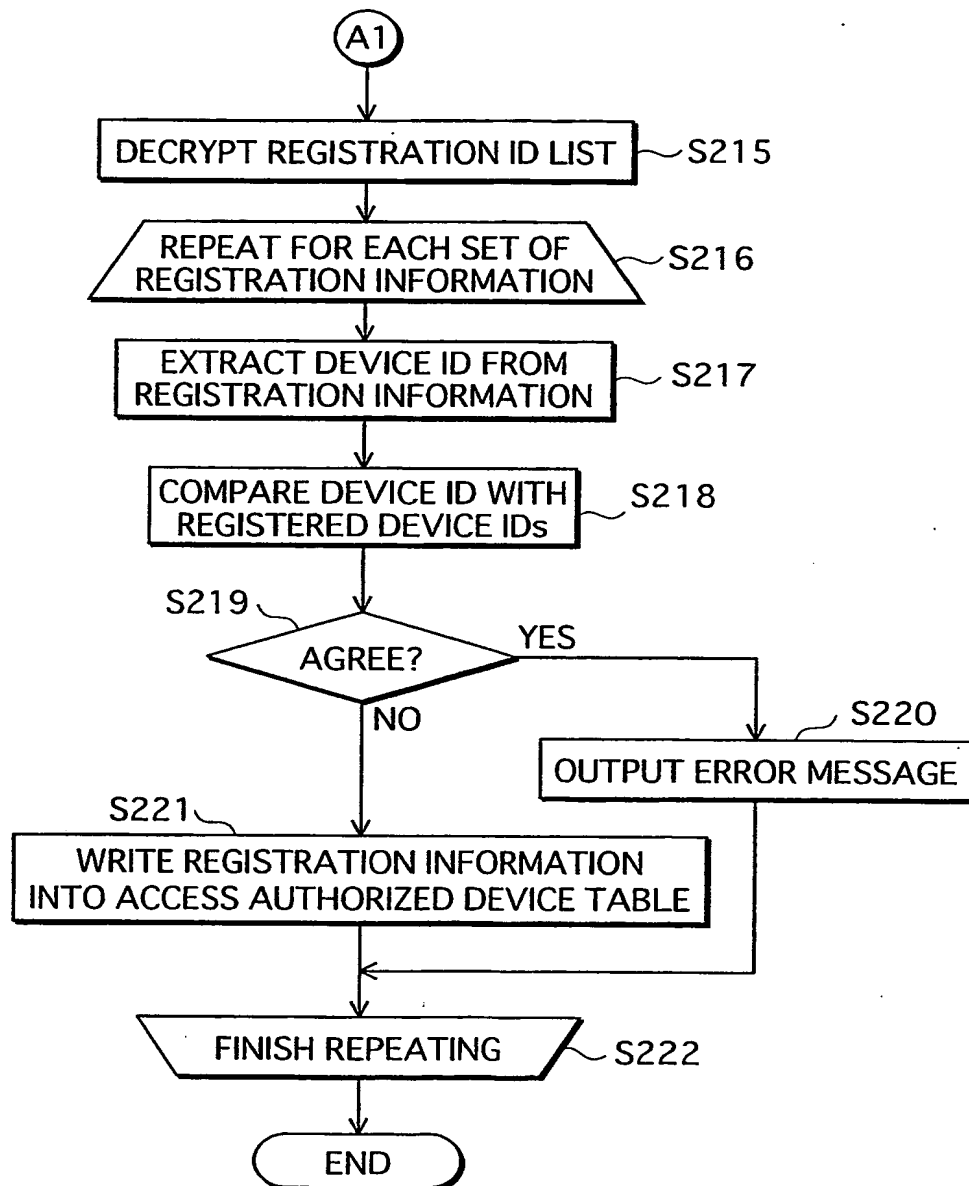 A1
DECRYPT REGISTRATION ID LIST
S215
REPEAT FOR EACH SET OF
REGISTRATION INFORMATION
S216
EXTRACT DEVICE ID FROM
REGISTRATION INFORMATION
S217
COMPARE DEVICE ID WITH
REGISTERED DEVICE IDs
S218
S219
AGREE?
YES
NO
S220
OUTPUT ERROR MESSAGE
S221
WRITE REGISTRATION INFORMATION
INTO ACCESS AUTHORIZED DEVICE TABLE
FINISH REPEATING
S222
END